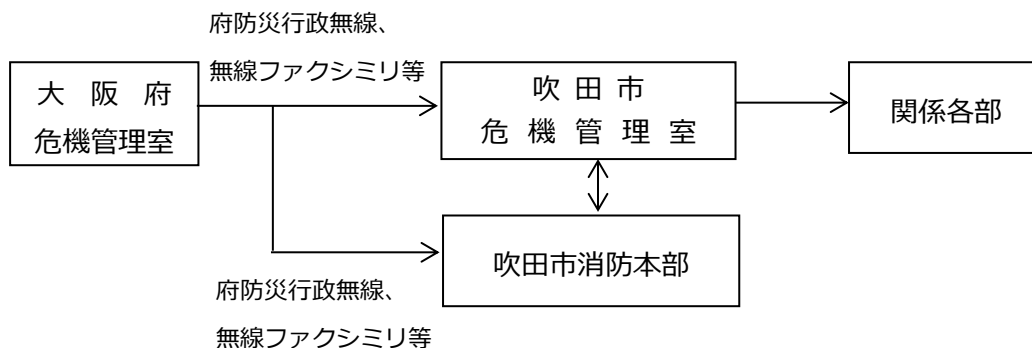 府防災行政無線、
無線ファクシミリ等
大 阪 府
危機管理室
吹 田 市
危 機 管 理 室
関係各部
吹田市消防本部
府防災行政無線、
無線ファクシミリ等